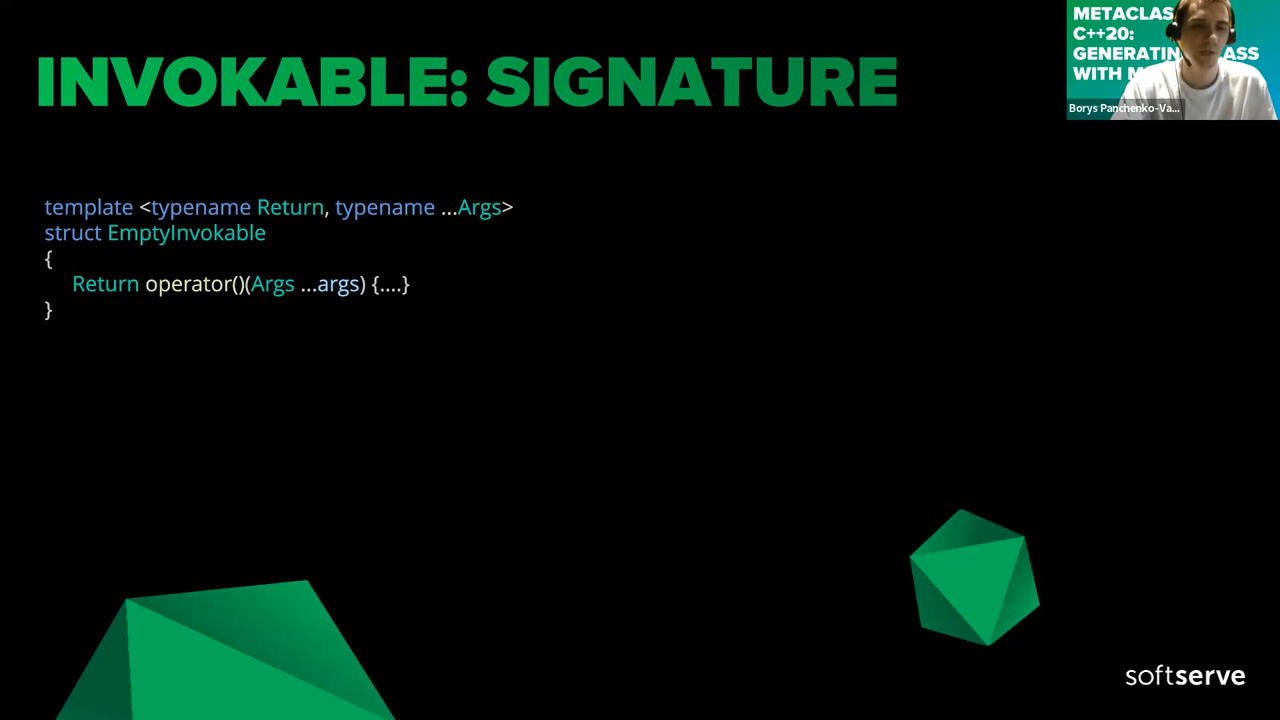 INVOKABLE: SIGNATURE
METACLAS
C++20:
GENERATIN ASS
WITH M
Borys Panchenko-Va...
template <typename Return, typename ...Args>
struct EmptyInvokable
{
Return operator()(Args ...args) {....}
}
softserve